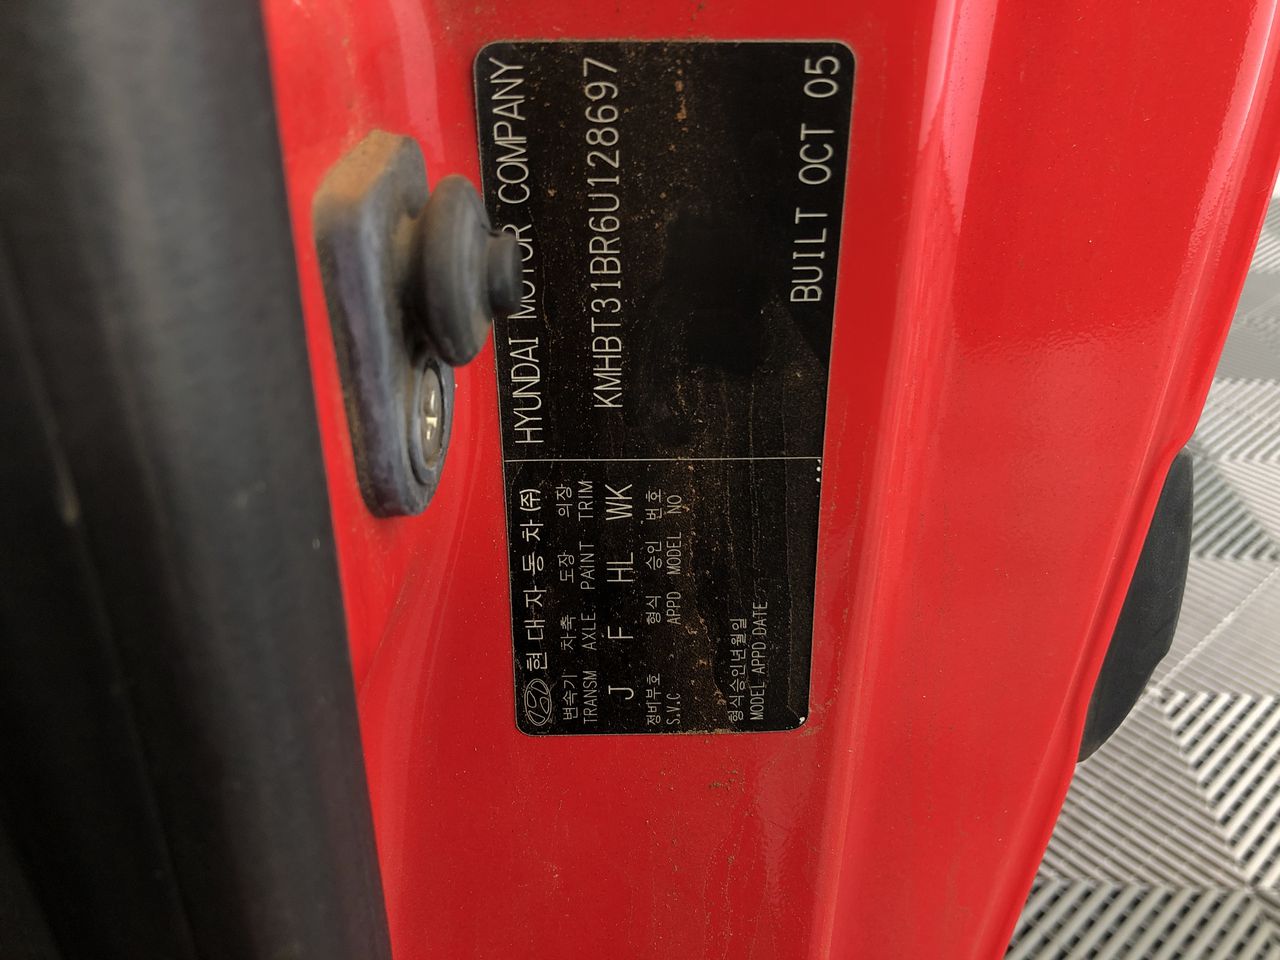 HYUNDAI MOTOR COMPANY
KMHBT31BR6U128697
BUILT OCT 05
현대자동차(주)
변속기 차축 도장 의장
TRANSM AXLE PAINT TRIM
J F HL WK
정비부호 형식 승인 번호
S.V.C APPD MODEL NO
형식승인년월일
MODEL APPD DATE